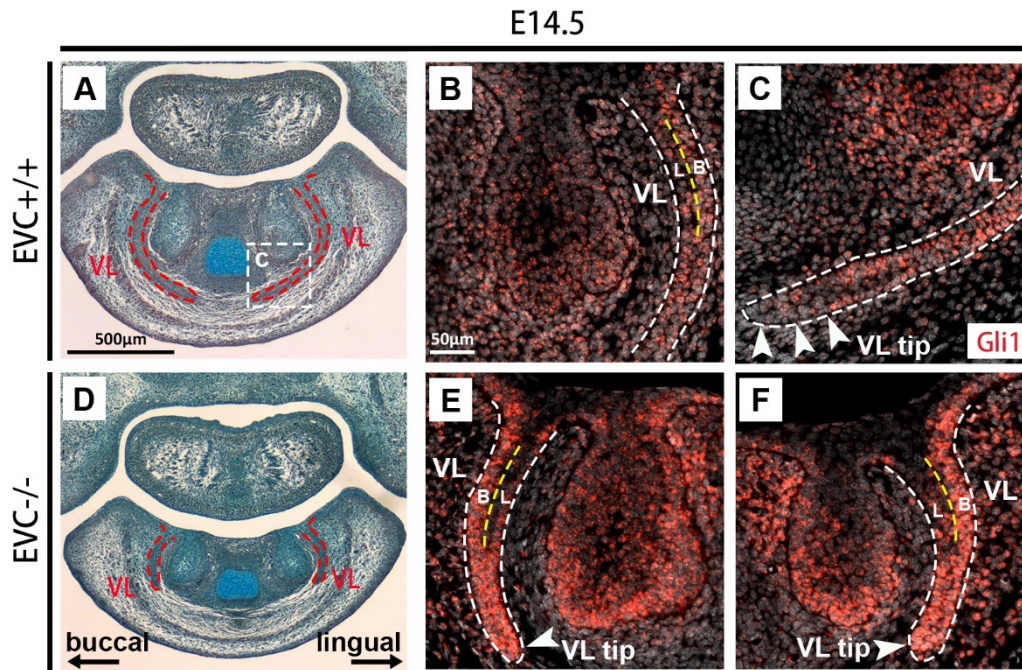 E14.5
EVC+/+
A
VL
VL
C
500μm
B
VL
L
B
50μm
C
VL
VL tip
Gli1
EVC-/-
D
VL
VL
buccal
lingual
E
VL
B
L
VL tip
F
VL
L
B
VL tip